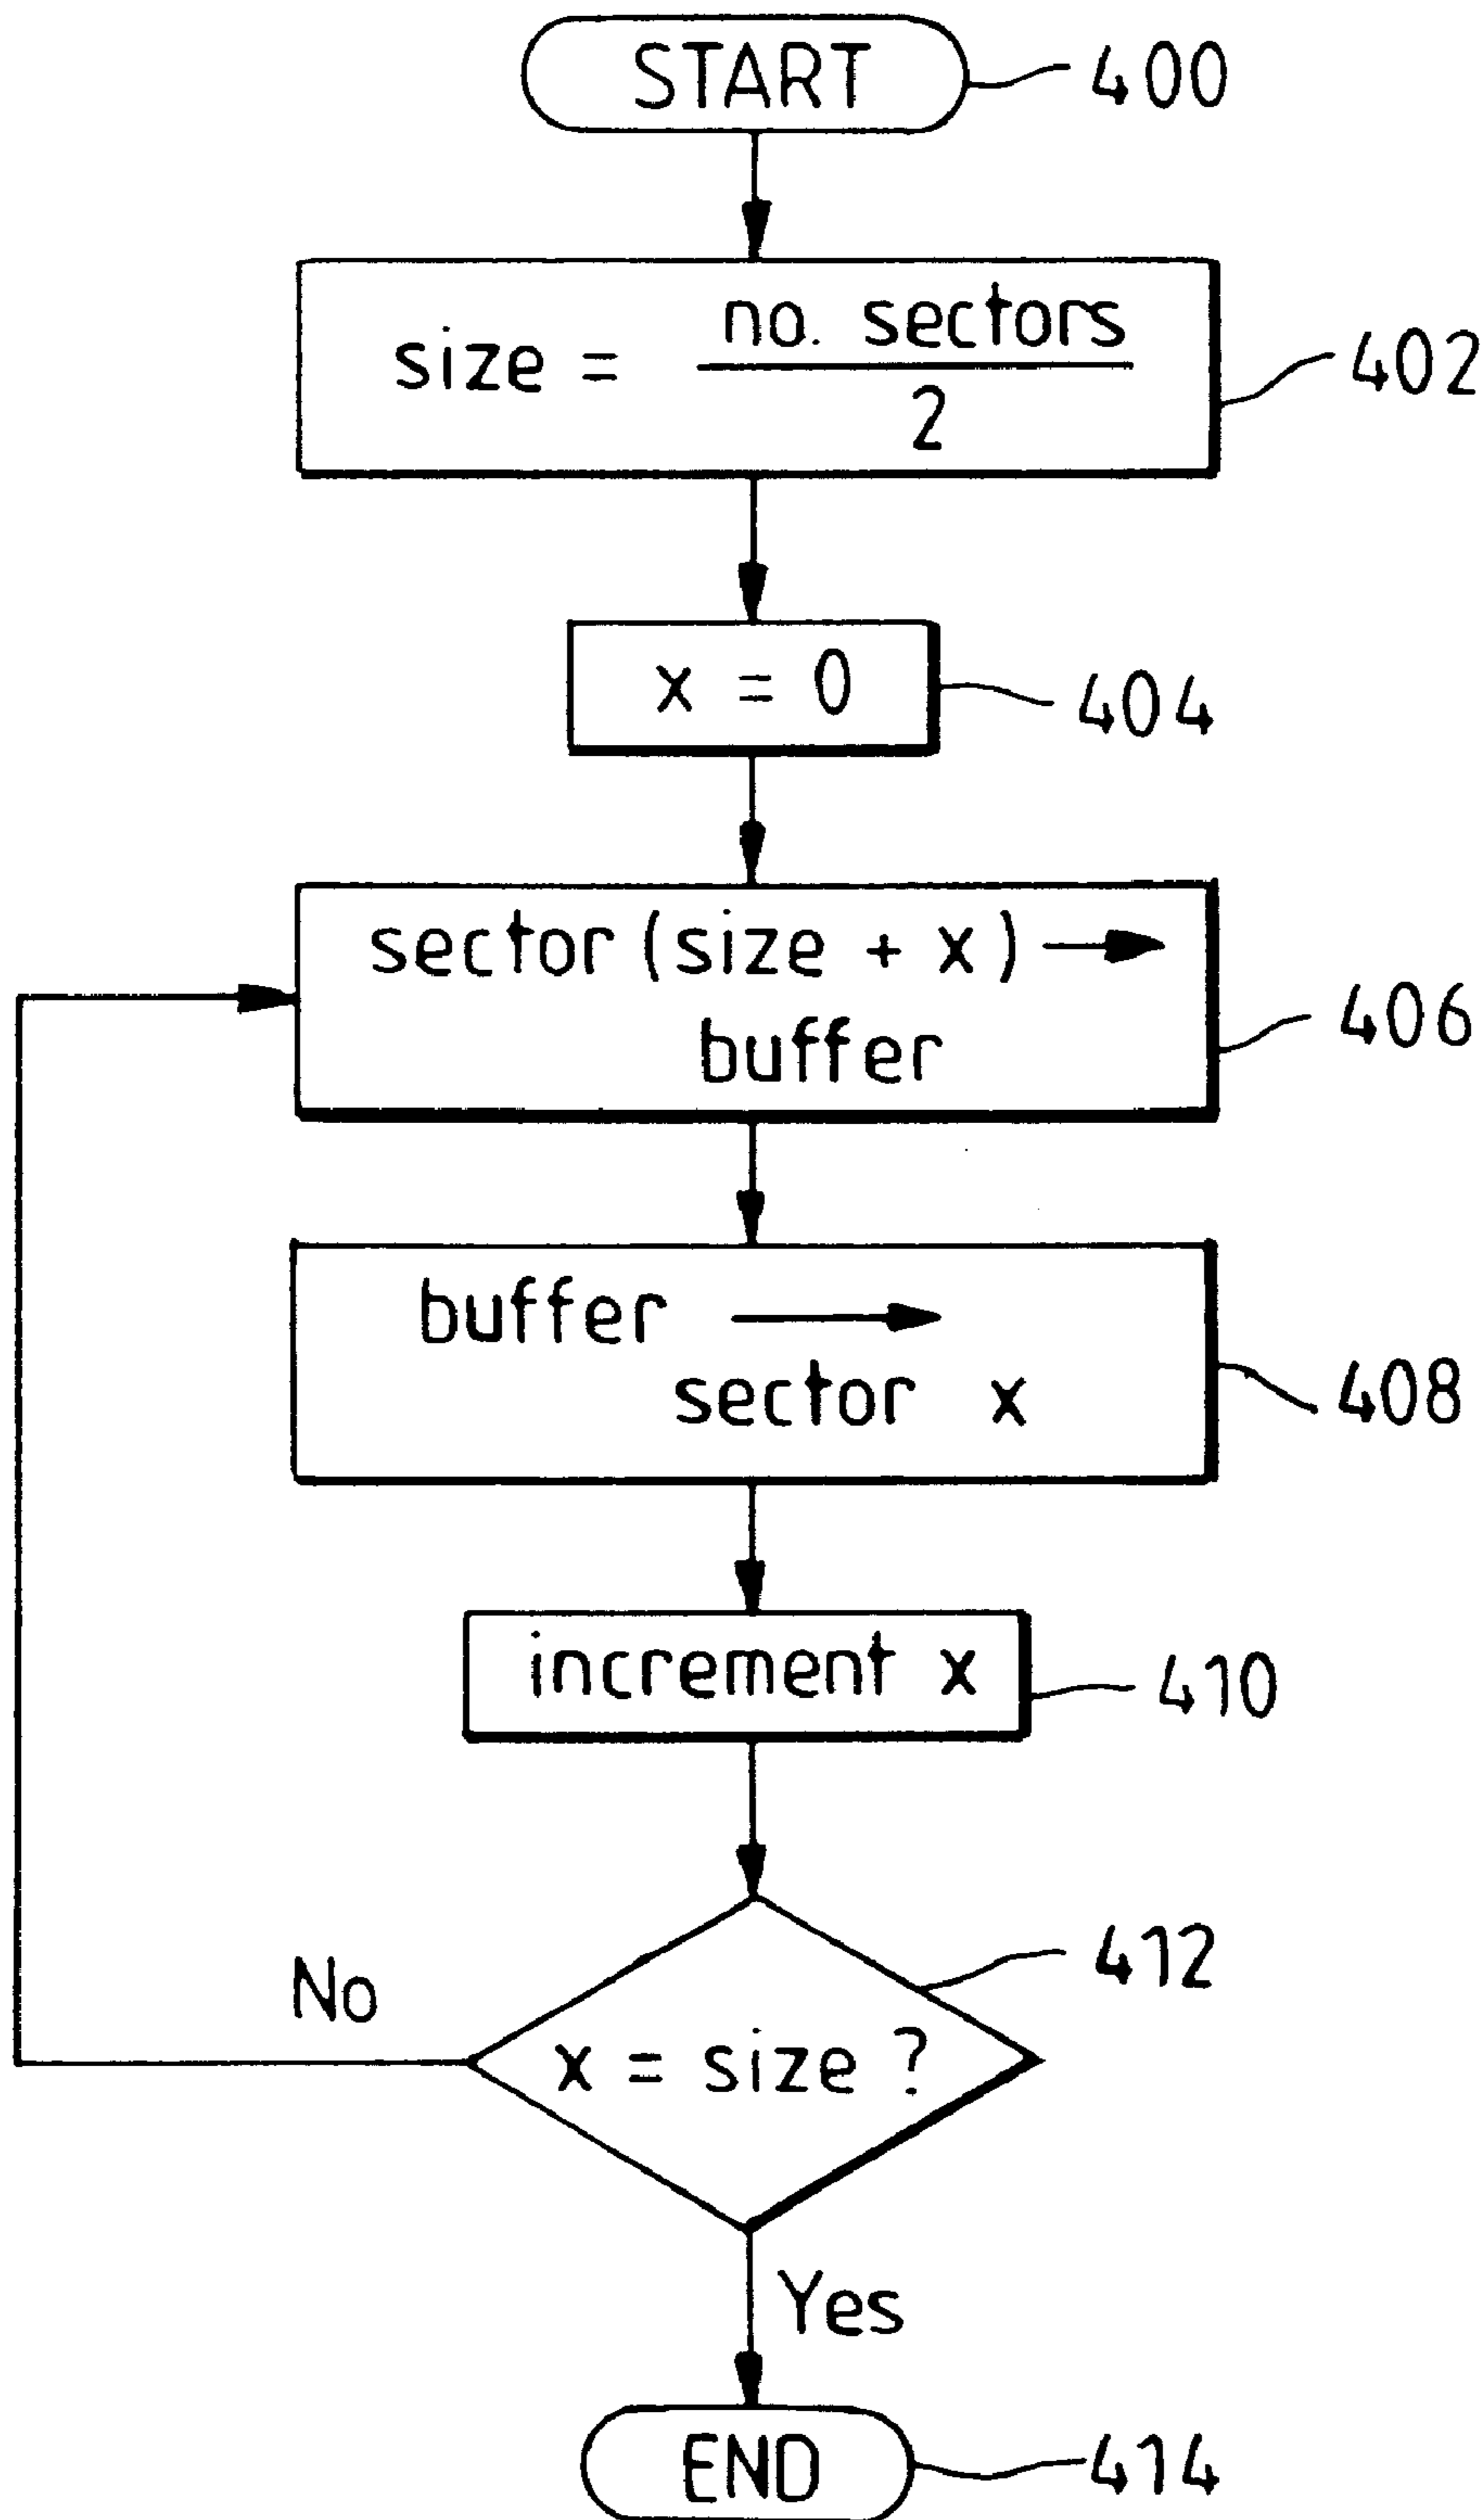 START
400
no. sectors
size =
2
402
x = 0
404
sector (size + x) →
buffer
406
buffer →
sector x
408
increment x
410
412
No
x = size ?
Yes
END
414